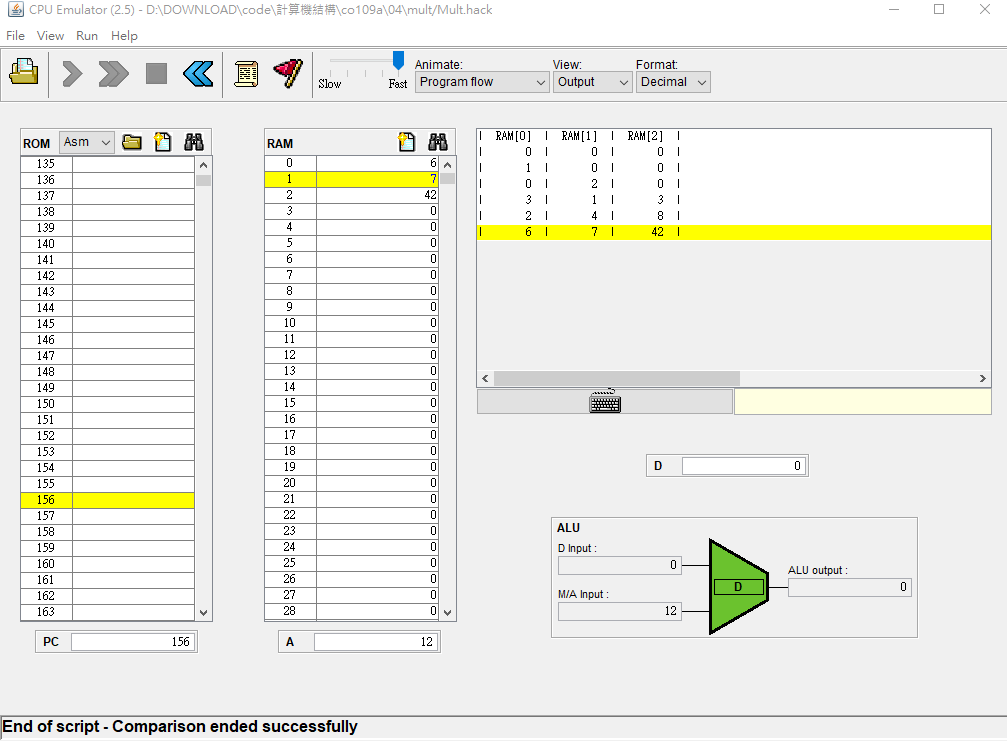 CPU Emulator (2.5) - D:\DOWNLOAD\code\計算機結構\co109a\04\mult/Mult.hack
File View Run Help
Slow Fast
Animate: View: Format:
Program flow Output Decimal
ROM Asm
135
136
137
138
139
140
141
142
143
144
145
146
147
148
149
150
151
152
153
154
155
156
157
158
159
160
161
162
163
PC 156
RAM
0 6
1 7
2 42
3 0
4 0
5 0
6 0
7 0
8 0
9 0
10 0
11 0
12 0
13 0
14 0
15 0
16 0
17 0
18 0
19 0
20 0
21 0
22 0
23 0
24 0
25 0
26 0
27 0
28 0
A 12
| RAM[0] | RAM[1] | RAM[2] |
| 0 | 0 | 0 |
| 1 | 0 | 0 |
| 0 | 2 | 0 |
| 3 | 1 | 3 |
| 2 | 4 | 8 |
| 6 | 7 | 42 |
D 0
ALU
D Input :
0
M/A Input :
12
D
ALU output :
0
End of script - Comparison ended successfully